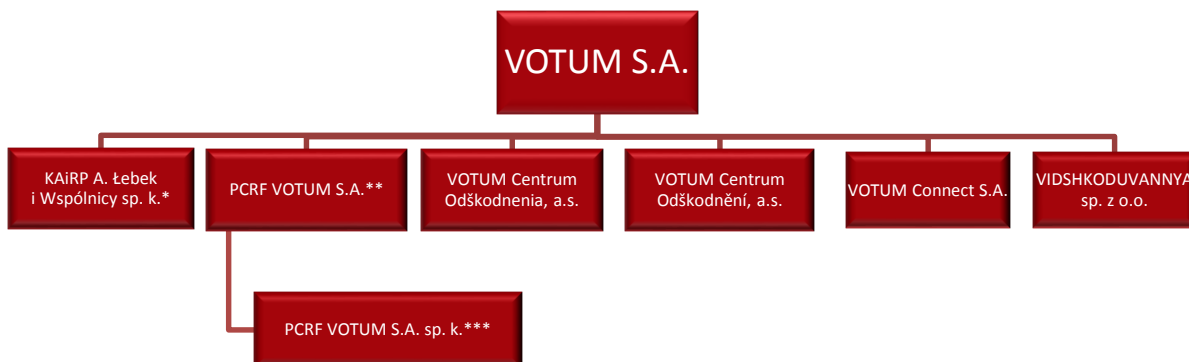 VOTUM S.A.
KAiRP A. Łebek
i Wspólnicy sp. k.*
PCRF VOTUM S.A.**
VOTUM Centrum
Odškodnenia, a.s.
VOTUM Centrum
Odškodnění, a.s.
VOTUM Connect S.A.
VIDSHKODUVANNYA
sp. z o.o.
PCRF VOTUM S.A. sp. k.***